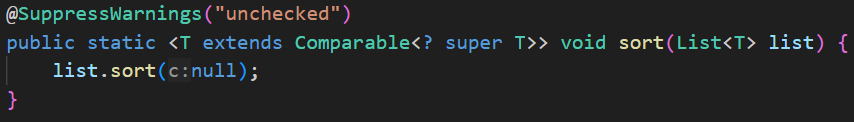 @SuppressWarnings("unchecked")
public static <T extends Comparable<? super T>> void sort(List<T> list) {
    list.sort(c:null);
}